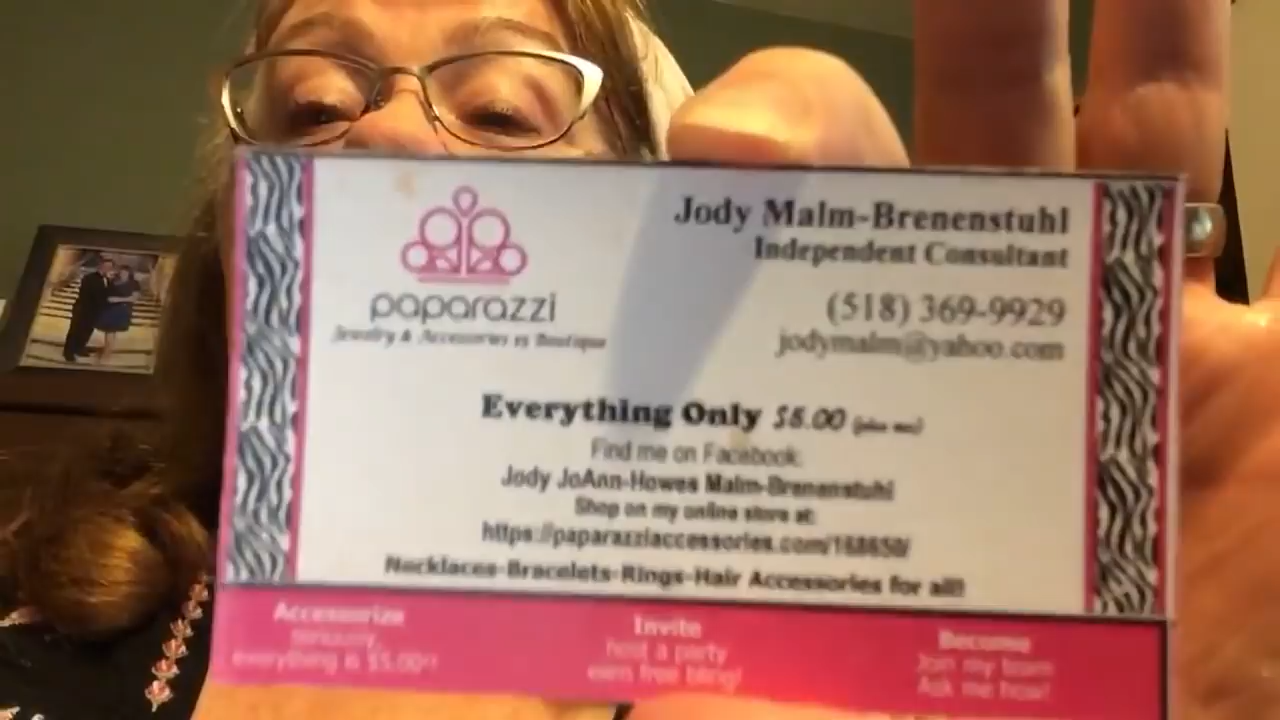 paparazzi
Jewelry & Accessories Boutique
Jody Malm-Brenenstuhl
Independent Consultant
(518) 369-9929
jodymalm@yahoo.com
Everything Only $5.00
Find me on Facebook:
Jody JoAnn-Howes Malm-Brenenstuhl
Shop on my online store at:
https://paparazziaccessories.com/168650/
Necklaces-Bracelets-Rings-Hair Accessories for all!!
Accessorize
seriously,
everything is $5.00!!
Invite
host a party
earn free bling!
Become
Join my team
Ask me how!